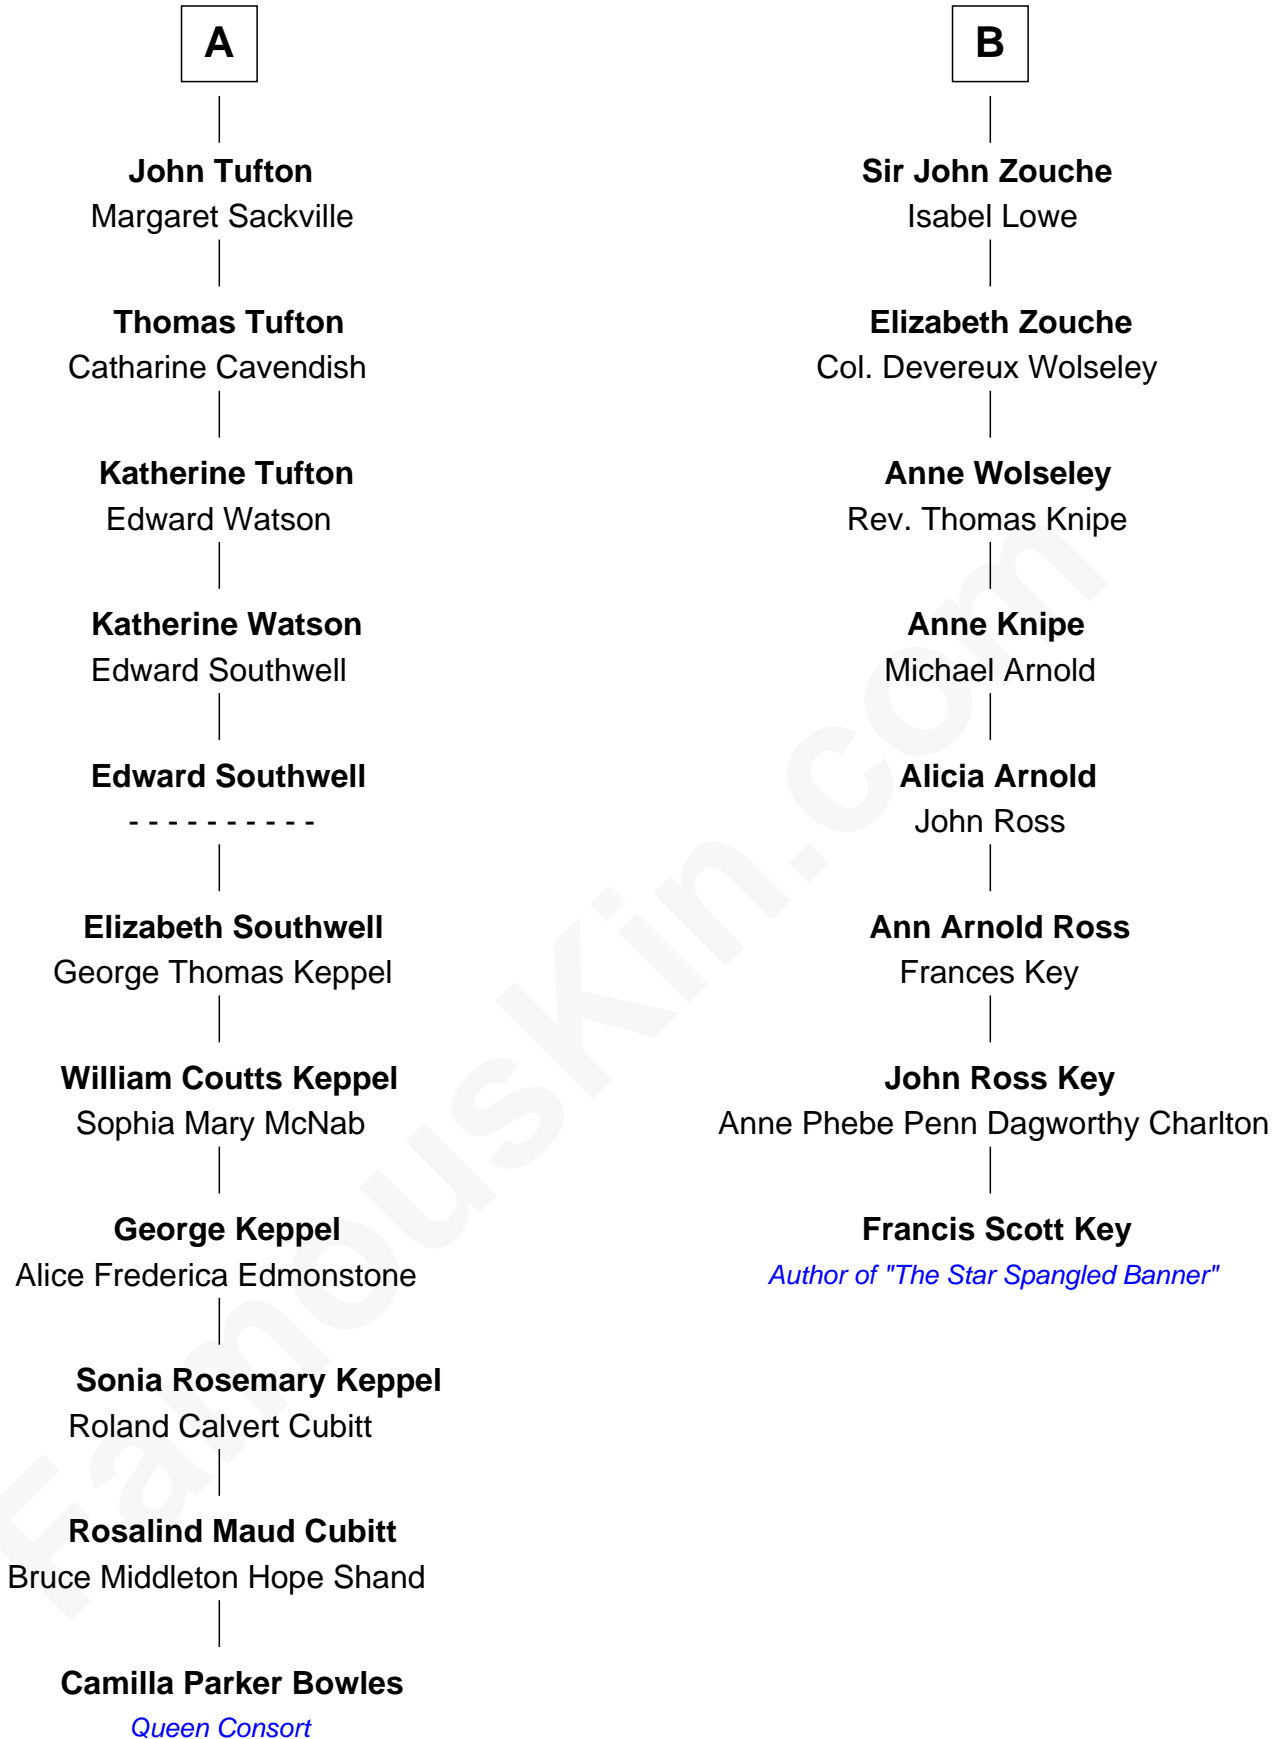 A
John Tufton
Margaret Sackville
Thomas Tufton
Catharine Cavendish
Katherine Tufton
Edward Watson
Katherine Watson
Edward Southwell
Edward Southwell
- - - - - - - - - -
Elizabeth Southwell
George Thomas Keppel
William Coutts Keppel
Sophia Mary McNab
George Keppel
Alice Frederica Edmonstone
Sonia Rosemary Keppel
Roland Calvert Cubitt
Rosalind Maud Cubitt
Bruce Middleton Hope Shand
Camilla Parker Bowles
Queen Consort
B
Sir John Zouche
Isabel Lowe
Elizabeth Zouche
Col. Devereux Wolseley
Anne Wolseley
Rev. Thomas Knipe
Anne Knipe
Michael Arnold
Alicia Arnold
John Ross
Ann Arnold Ross
Frances Key
John Ross Key
Anne Phebe Penn Dagworthy Charlton
Francis Scott Key
Author of "The Star Spangled Banner"
FamousKin.com